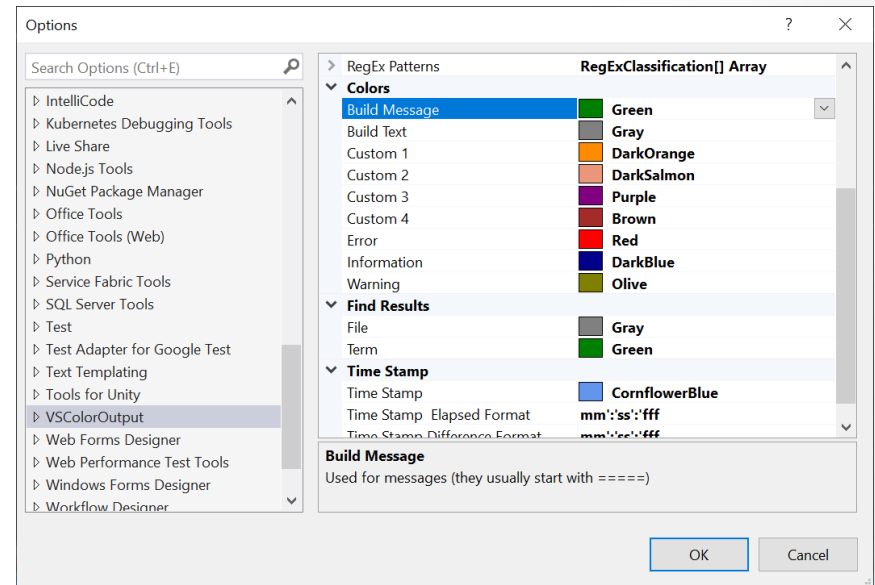 Options
?
Search Options (Ctrl+E)
IntelliCode
Kubernetes Debugging Tools
Live Share
Node.js Tools
NuGet Package Manager
Office Tools
Office Tools (Web)
Python
Service Fabric Tools
SQL Server Tools
Test
Test Adapter for Google Test
Text Templating
Tools for Unity
VSColorOutput
Web Forms Designer
Web Performance Test Tools
Windows Forms Designer
Workflow Designer
RegEx Patterns RegExClassification[] Array
Colors
Build Message Green
Build Text Gray
Custom 1 DarkOrange
Custom 2 DarkSalmon
Custom 3 Purple
Custom 4 Brown
Error Red
Information DarkBlue
Warning Olive
Find Results
File Gray
Term Green
Time Stamp
Time Stamp CornflowerBlue
Time Stamp Elapsed Format mm':'ss':'fff
Time Stamp Difference Format mm':'ss':'fff
Build Message
Used for messages (they usually start with =====)
OK Cancel